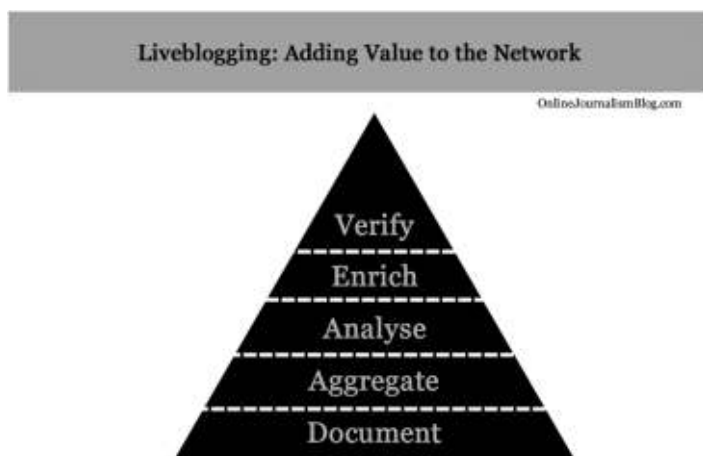 Liveblogging: Adding Value to the Network
OnlineJournalismBlog.com
Verify
Enrich
Analyse
Aggregate
Document